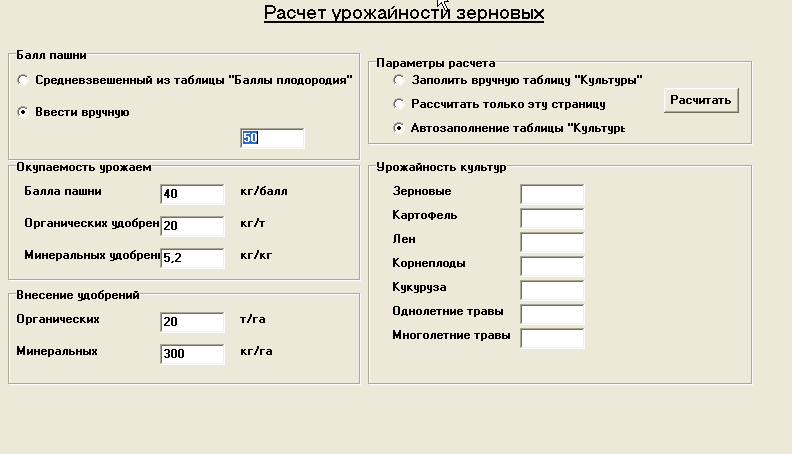 Расчет урожайности зерновых
Балл пашни
Средневзвешенный из таблицы "Баллы плодородия"
Ввести вручную
50
Параметры расчета
Заполить вручную таблицу "Культуры"
Рассчитать только эту страницу
Автозаполнение таблицы "Культурь
Расчитать
Окупаемость урожаем
Балла пашни 40 кг/балл
Органических удобрен 20 кг/т
Минеральных удобрени 5,2 кг/кг
Внесение удобрений
Органических 20 т/га
Минеральных 300 кг/га
Урожайность культур
Зерновые
Картофель
Лен
Корнеплоды
Кукуруза
Однолетние травы
Многолетние травы